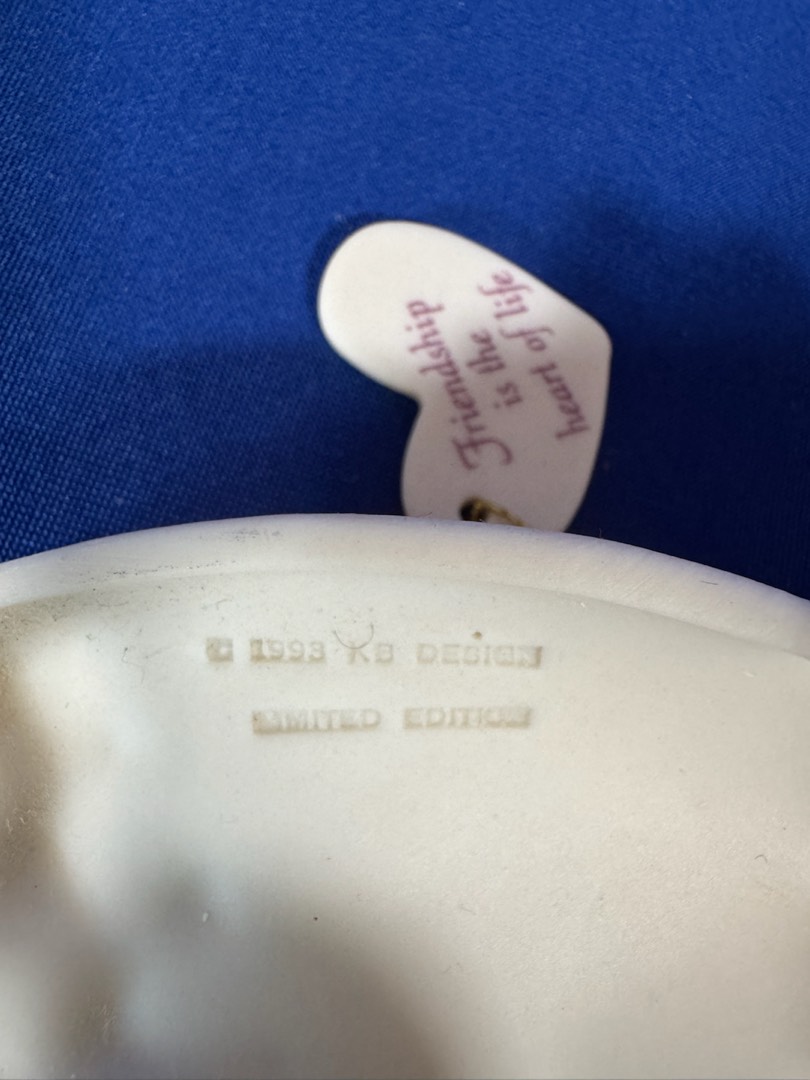 Friendship
is the
heart of life
© 1993 KB DESIGN
LIMITED EDITION